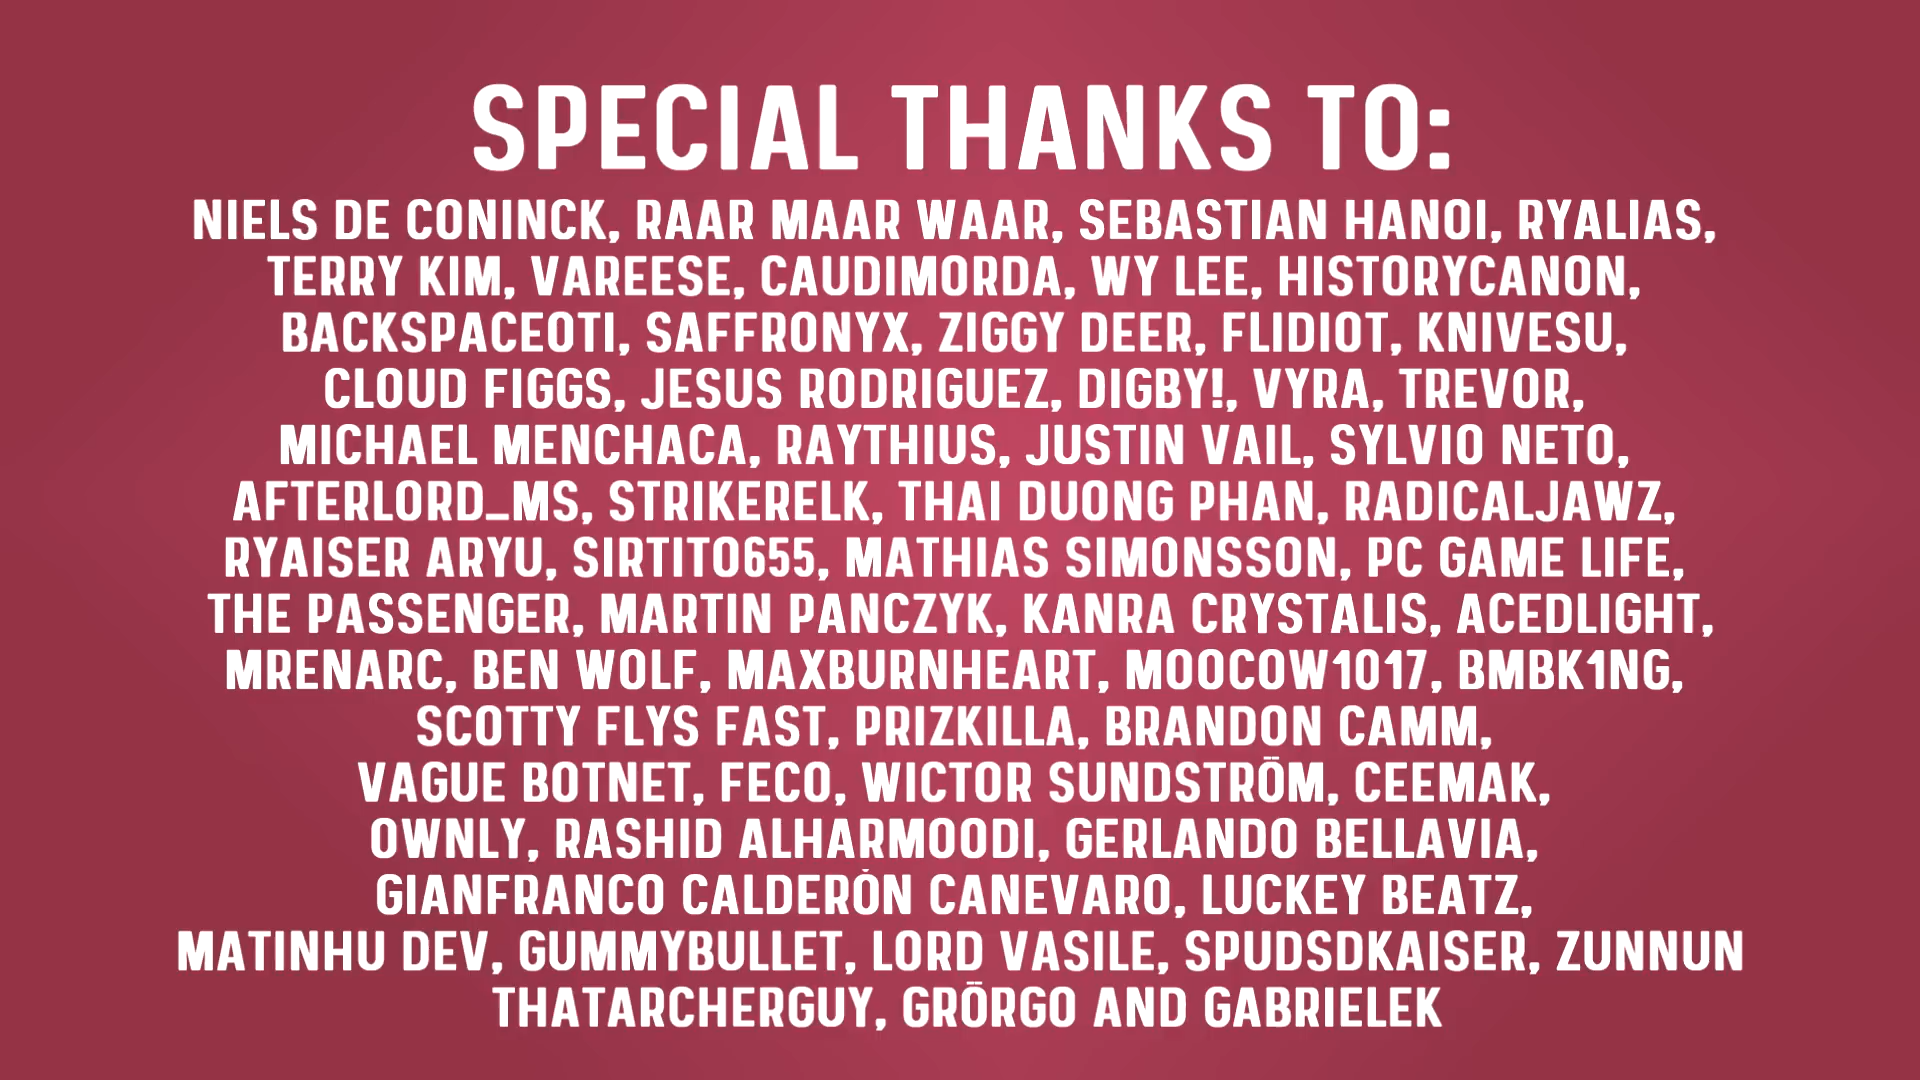 SPECIAL THANKS TO:
NIELS DE CONINCK, RAAR MAAR WAAR, SEBASTIAN HANOI, RYALIAS,
TERRY KIM, VAREESE, CAUDIMORDA, WY LEE, HISTORYCANON,
BACKSPACEOTI, SAFFRONYX, ZIGGY DEER, FLIDIOT, KNIVESU,
CLOUD FIGGS, JESUS RODRIGUEZ, DIGBY!, VYRA, TREVOR,
MICHAEL MENCHACA, RAYTHIUS, JUSTIN VAIL, SYLVIO NETO,
AFTERLORD_MS, STRIKERELK, THAI DUONG PHAN, RADICALJAWZ,
RYAISER ARYU, SIRTITO655, MATHIAS SIMONSSON, PC GAME LIFE,
THE PASSENGER, MARTIN PANCZYK, KANRA CRYSTALIS, ACEDLIGHT,
MRENARC, BEN WOLF, MAXBURNHEART, MOOCOW1017, BMBK1NG,
SCOTTY FLYS FAST, PRIZKILLA, BRANDON CAMM,
VAGUE BOTNET, FECO, WICTOR SUNDSTRÖM, CEEMAK,
OWNLY, RASHID ALHARMOODI, GERLANDO BELLAVIA,
GIANFRANCO CALDERÓN CANEVARO, LUCKEY BEATZ,
MATINHU DEV, GUMMYBULLET, LORD VASILE, SPUDSDKAISER, ZUNNUN
THATARCHERGUY, GRÖRGO AND GABRIELEK